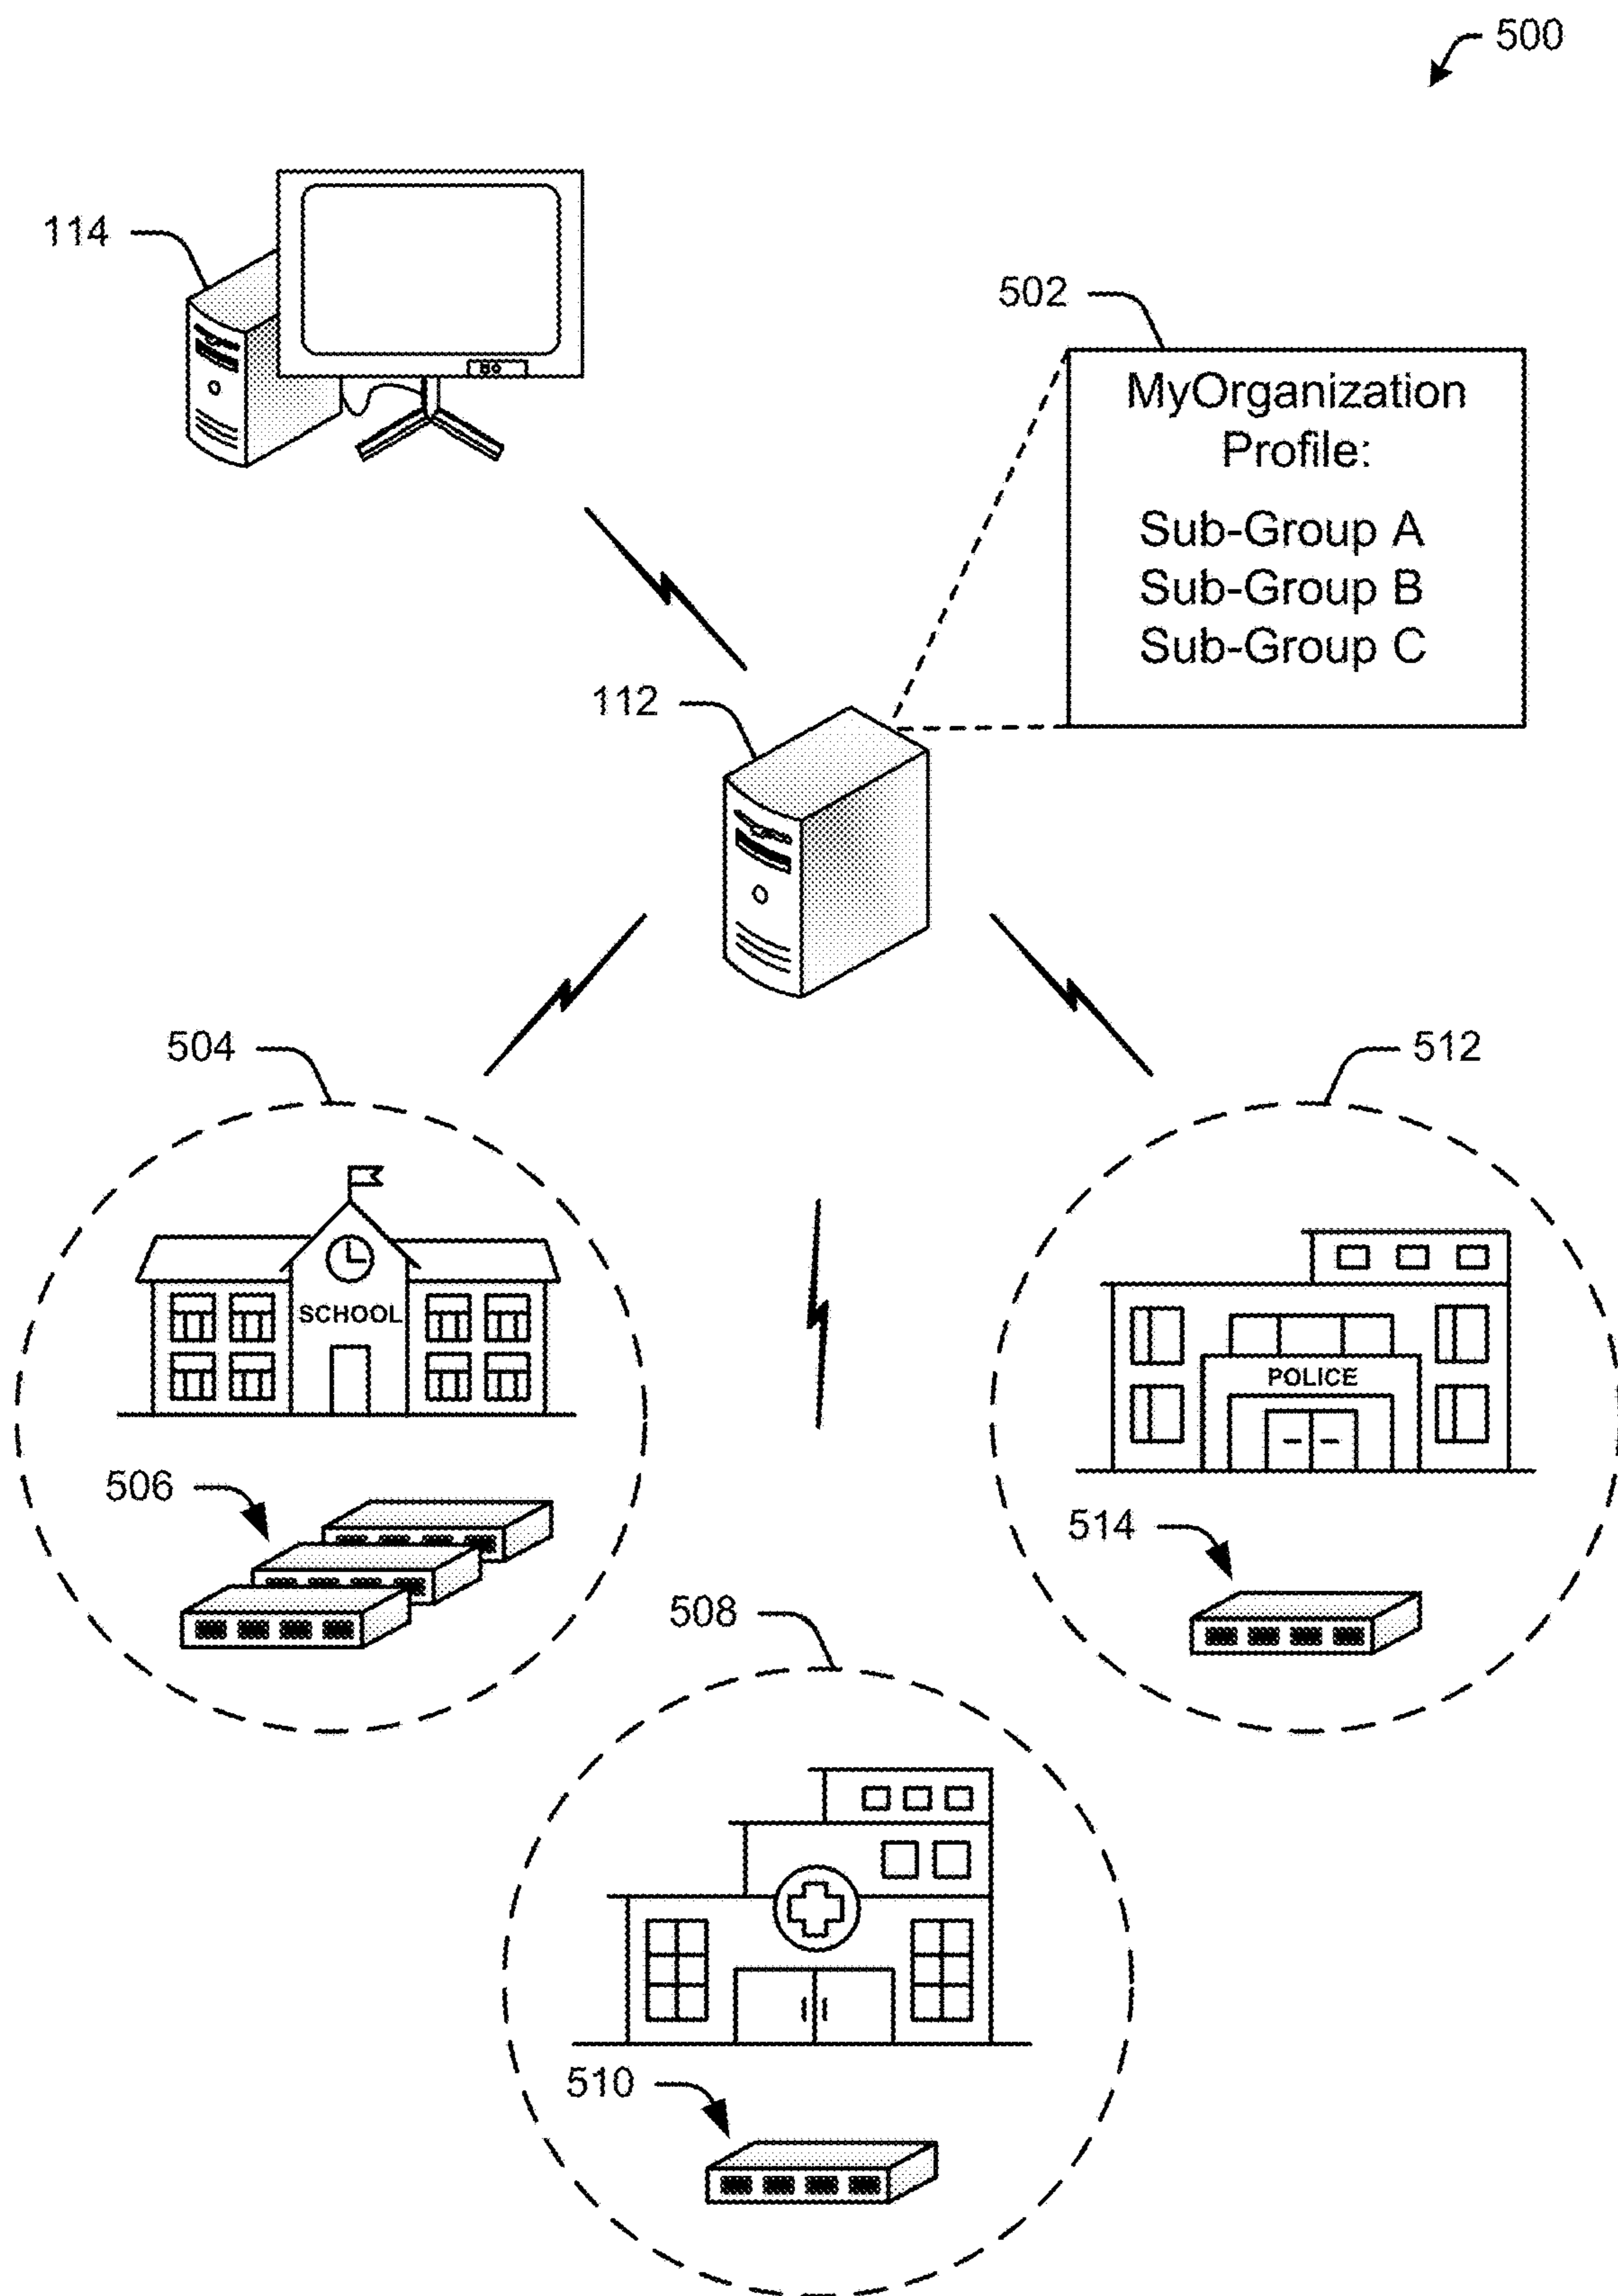 500
114
502
MyOrganization
Profile:
Sub-Group A
Sub-Group B
Sub-Group C
112
504
512
SCHOOL
POLICE
506
514
508
510